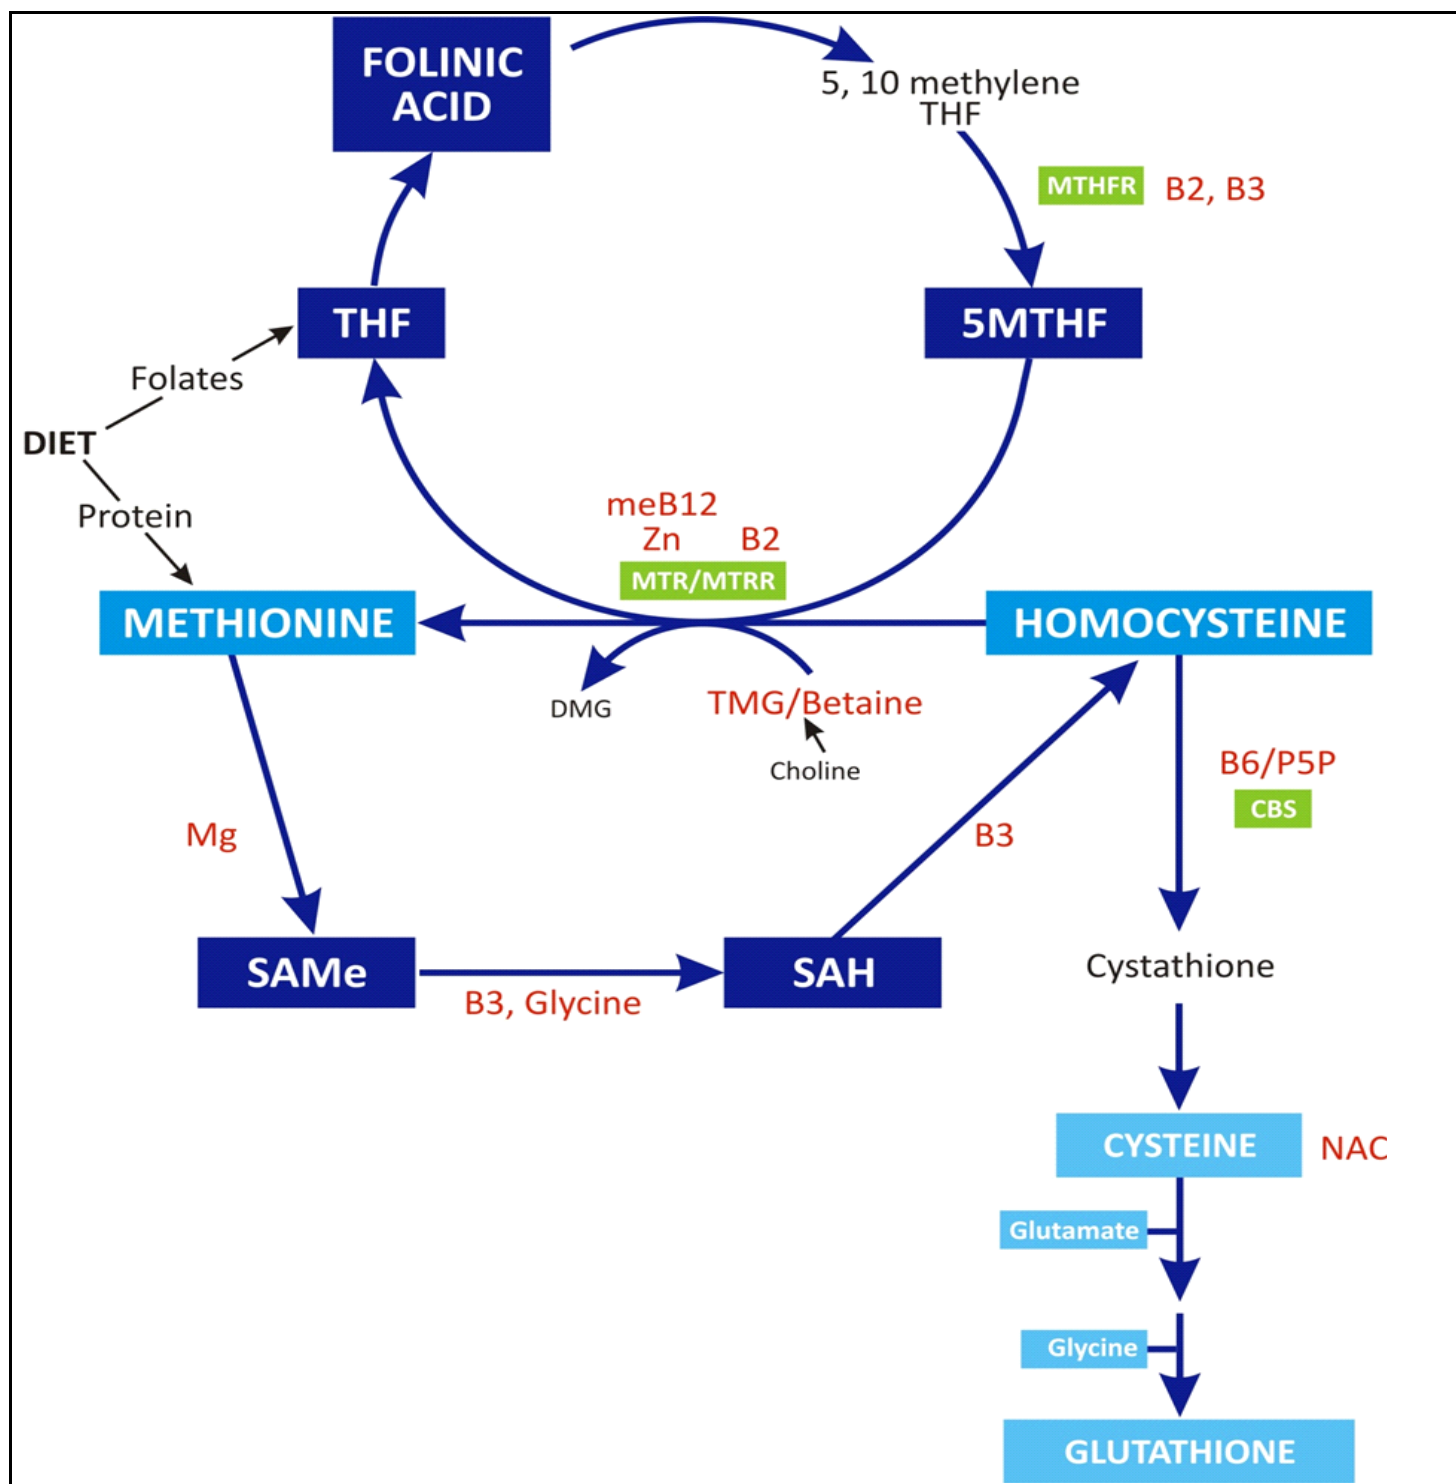 FOLINIC
ACID
5, 10 methylene
THF
MTHFR
B2, B3
THF
5MTHF
Folates
DIET
Protein
meB12
Zn B2
MTR/MTRR
METHIONINE
HOMOCYSTEINE
DMG
TMG/Betaine
Choline
B6/P5P
CBS
Mg
B3
SAMe
B3, Glycine
SAH
Cystathione
CYSTEINE
NAC
Glutamate
Glycine
GLUTATHIONE